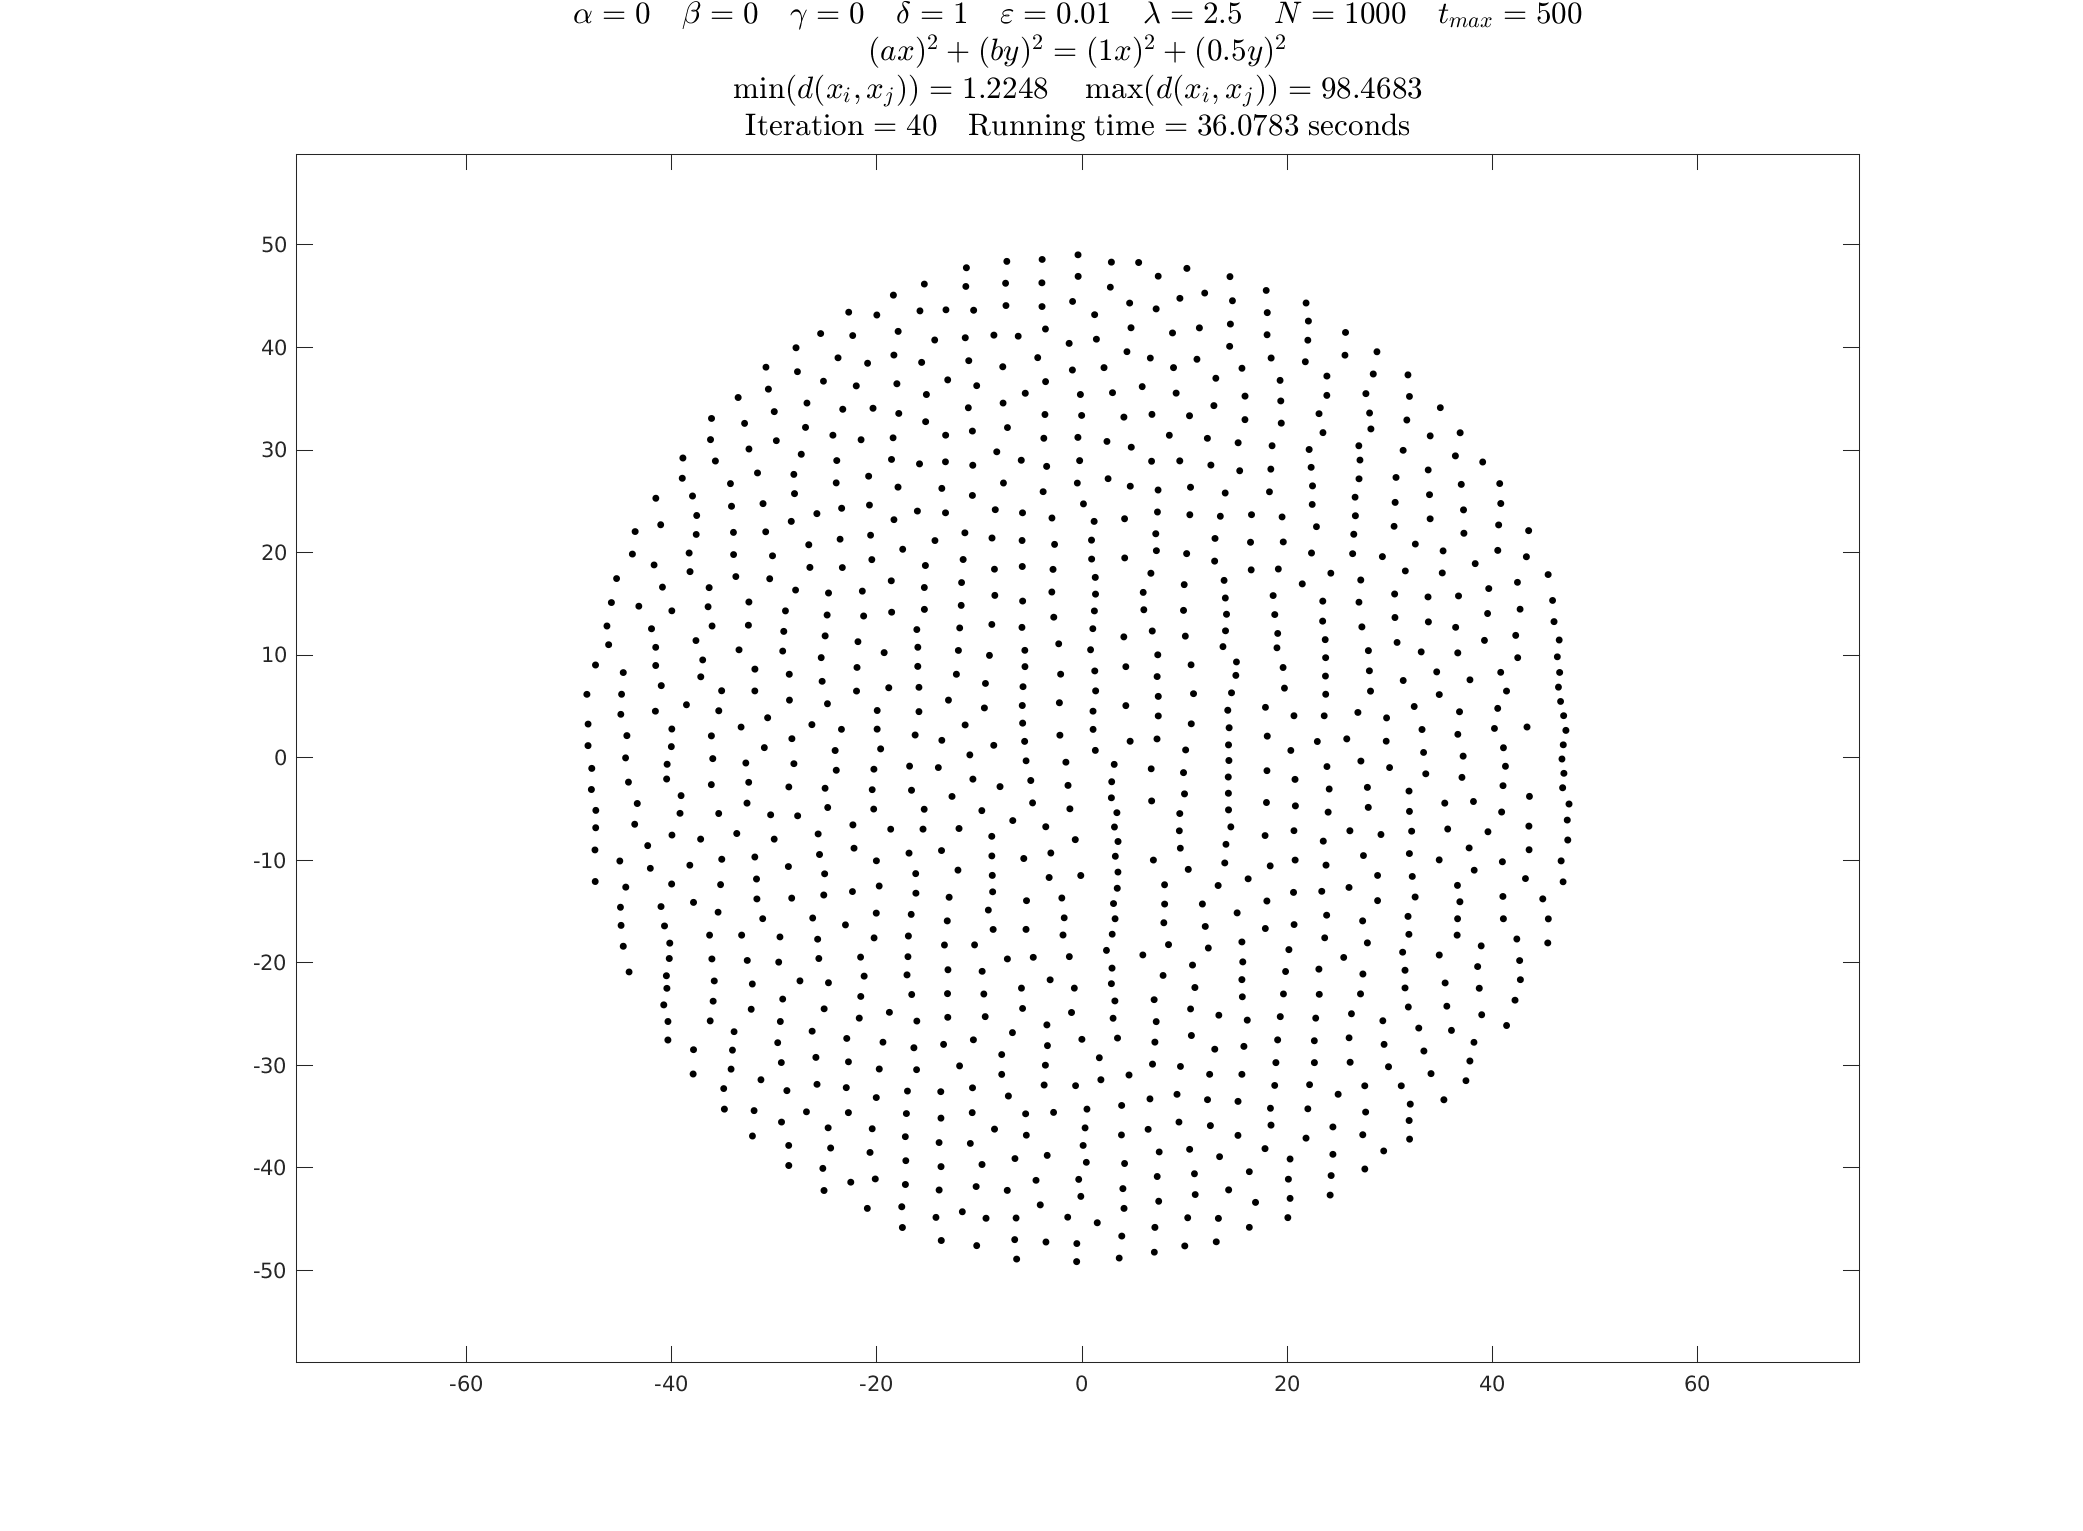 α = 0 β = 0 γ = 0 δ = 1 ε = 0.01 λ = 2.5 N = 1000 t_max = 500
(ax)² + (by)² = (1x)² + (0.5y)²
min(d(x_i, x_j)) = 1.2248 max(d(x_i, x_j)) = 98.4683
Iteration = 40 Running time = 36.0783 seconds
50
40
30
20
10
0
-10
-20
-30
-40
-50
-60 -40 -20 0 20 40 60